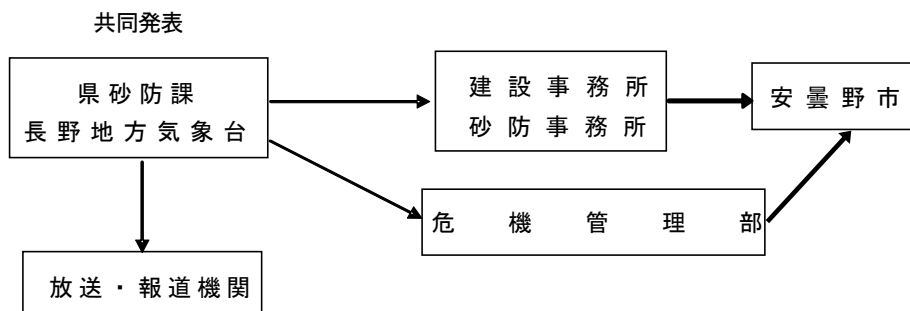 共同発表
県砂防課
長野地方気象台
建設事務所
砂防事務所
安曇野市
危機管理部
放送・報道機関